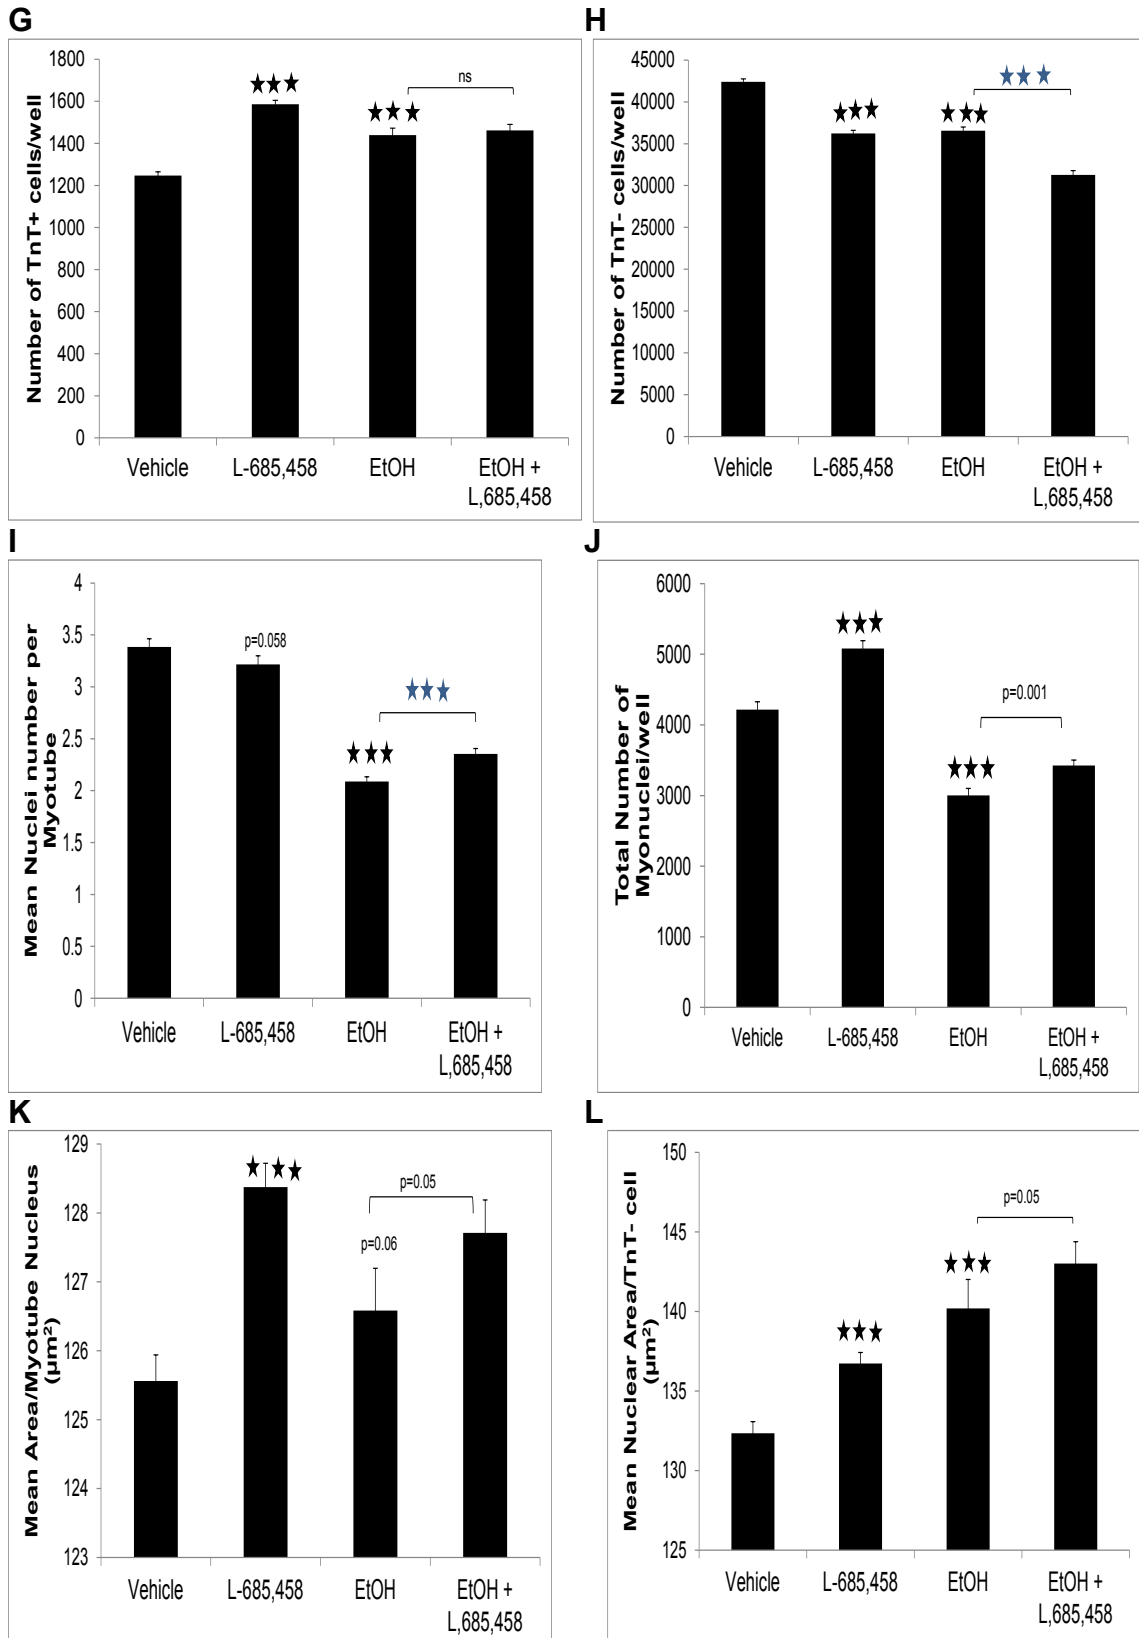 G
Number of TnT+ cells/well
1800
1600
1400
1200
1000
800
600
400
200
0
★★★
★★★
ns
Vehicle
L-685,458
EtOH
EtOH +
L,685,458
H
Number of TnT- cells/well
45000
40000
35000
30000
25000
20000
15000
10000
5000
0
★★★
★★★
★★★
Vehicle
L-685,458
EtOH
EtOH +
L,685,458
I
Mean Nuclei number per
Myotube
4
3.5
3
2.5
2
1.5
1
0.5
0
p=0.058
★★★
★★★
Vehicle
L-685,458
EtOH
EtOH +
L,685,458
J
Total Number of
Myonuclei/well
6000
5000
4000
3000
2000
1000
0
★★★
★★★
p=0.001
Vehicle
L-685,458
EtOH
EtOH +
L,685,458
K
Mean Area/Myotube Nucleus
(µm²)
129
128
127
126
125
124
123
★★★
p=0.06
p=0.05
Vehicle
L-685,458
EtOH
EtOH +
L,685,458
L
Mean Nuclear Area/TnT- cell
(µm²)
150
145
140
135
130
125
★★★
★★★
p=0.05
Vehicle
L-685,458
EtOH
EtOH +
L,685,458